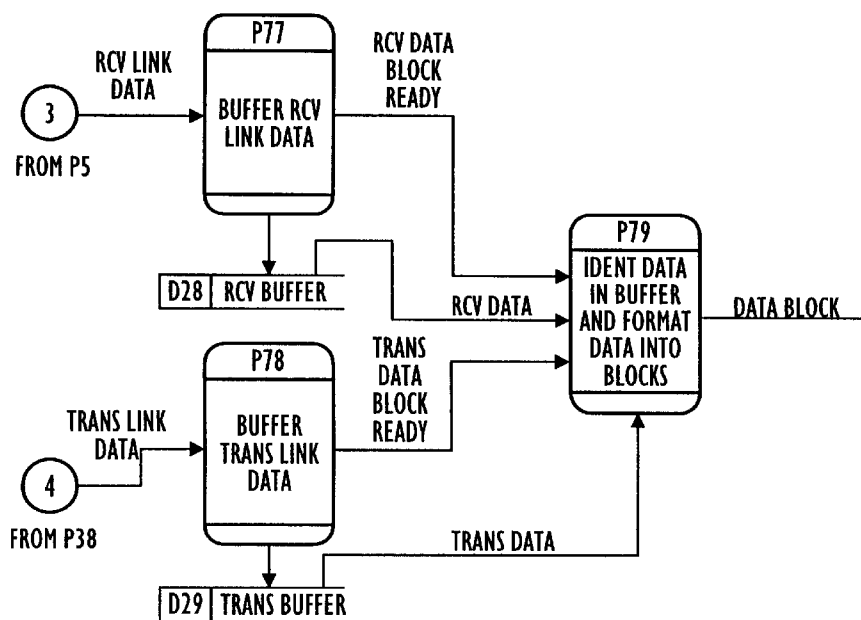 P77
RCV LINK
DATA
RCV DATA
BLOCK
READY
3
BUFFER RCV
LINK DATA
FROM P5
P79
IDENT DATA
IN BUFFER
AND FORMAT
DATA INTO
BLOCKS
D28 RCV BUFFER
RCV DATA
DATA BLOCK
P78
TRANS
DATA
BLOCK
READY
TRANS LINK
DATA
BUFFER
TRANS LINK
DATA
4
FROM P38
TRANS DATA
D29 TRANS BUFFER